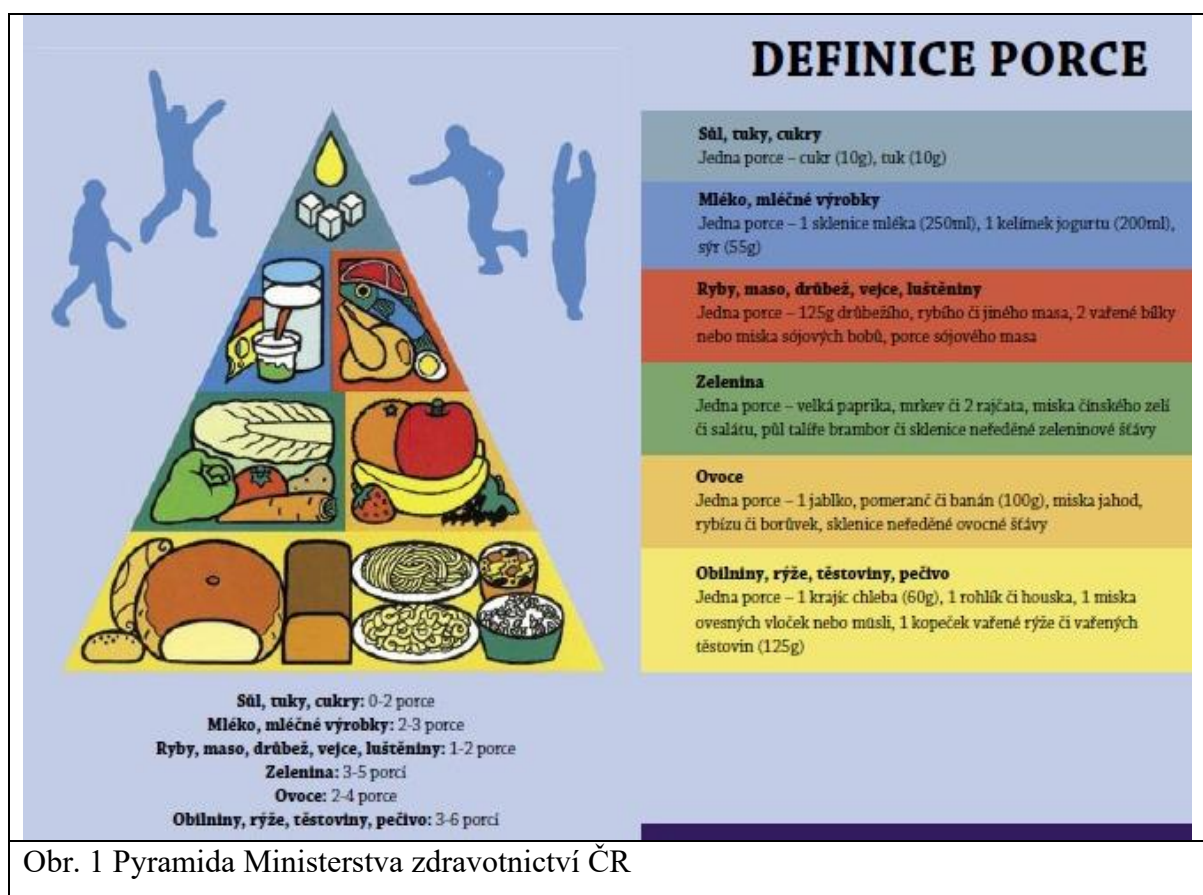 DEFINICE PORCE
Sůl, tuky, cukry
Jedna porce – cukr (10g), tuk (10g)
Mléko, mléčné výrobky
Jedna porce – 1 sklenice mléka (250ml), 1 kelímek jogurtu (200ml),
sýr (55g)
Ryby, maso, drůbež, vejce, luštěniny
Jedna porce – 125g drůbežího, rybího či jiného masa, 2 vařené bílky
nebo miska sójových bobů, porce sójového masa
Zelenina
Jedna porce – velká paprika, mrkev či 2 rajčata, miska čínského zelí
či salátu, půl talíře brambor či sklenice neředěné zeleninové šťávy
Ovoce
Jedna porce – 1 jablko, pomeranč či banán (100g), miska jahod,
rybízu či borůvek, sklenice neředěné ovocné šťávy
Obilniny, rýže, těstoviny, pečivo
Jedna porce – 1 krajíc chleba (60g), 1 rohlík či houska, 1 miska
ovesných vloček nebo müsli, 1 kopeček vařené rýže či vařených
těstovin (125g)
Sůl, tuky, cukry: 0-2 porce
Mléko, mléčné výrobky: 2-3 porce
Ryby, maso, drůbež, vejce, luštěniny: 1-2 porce
Zelenina: 3-5 porcí
Ovoce: 2-4 porce
Obilniny, rýže, těstoviny, pečivo: 3-6 porcí
Obr. 1 Pyramida Ministerstva zdravotnictví ČR